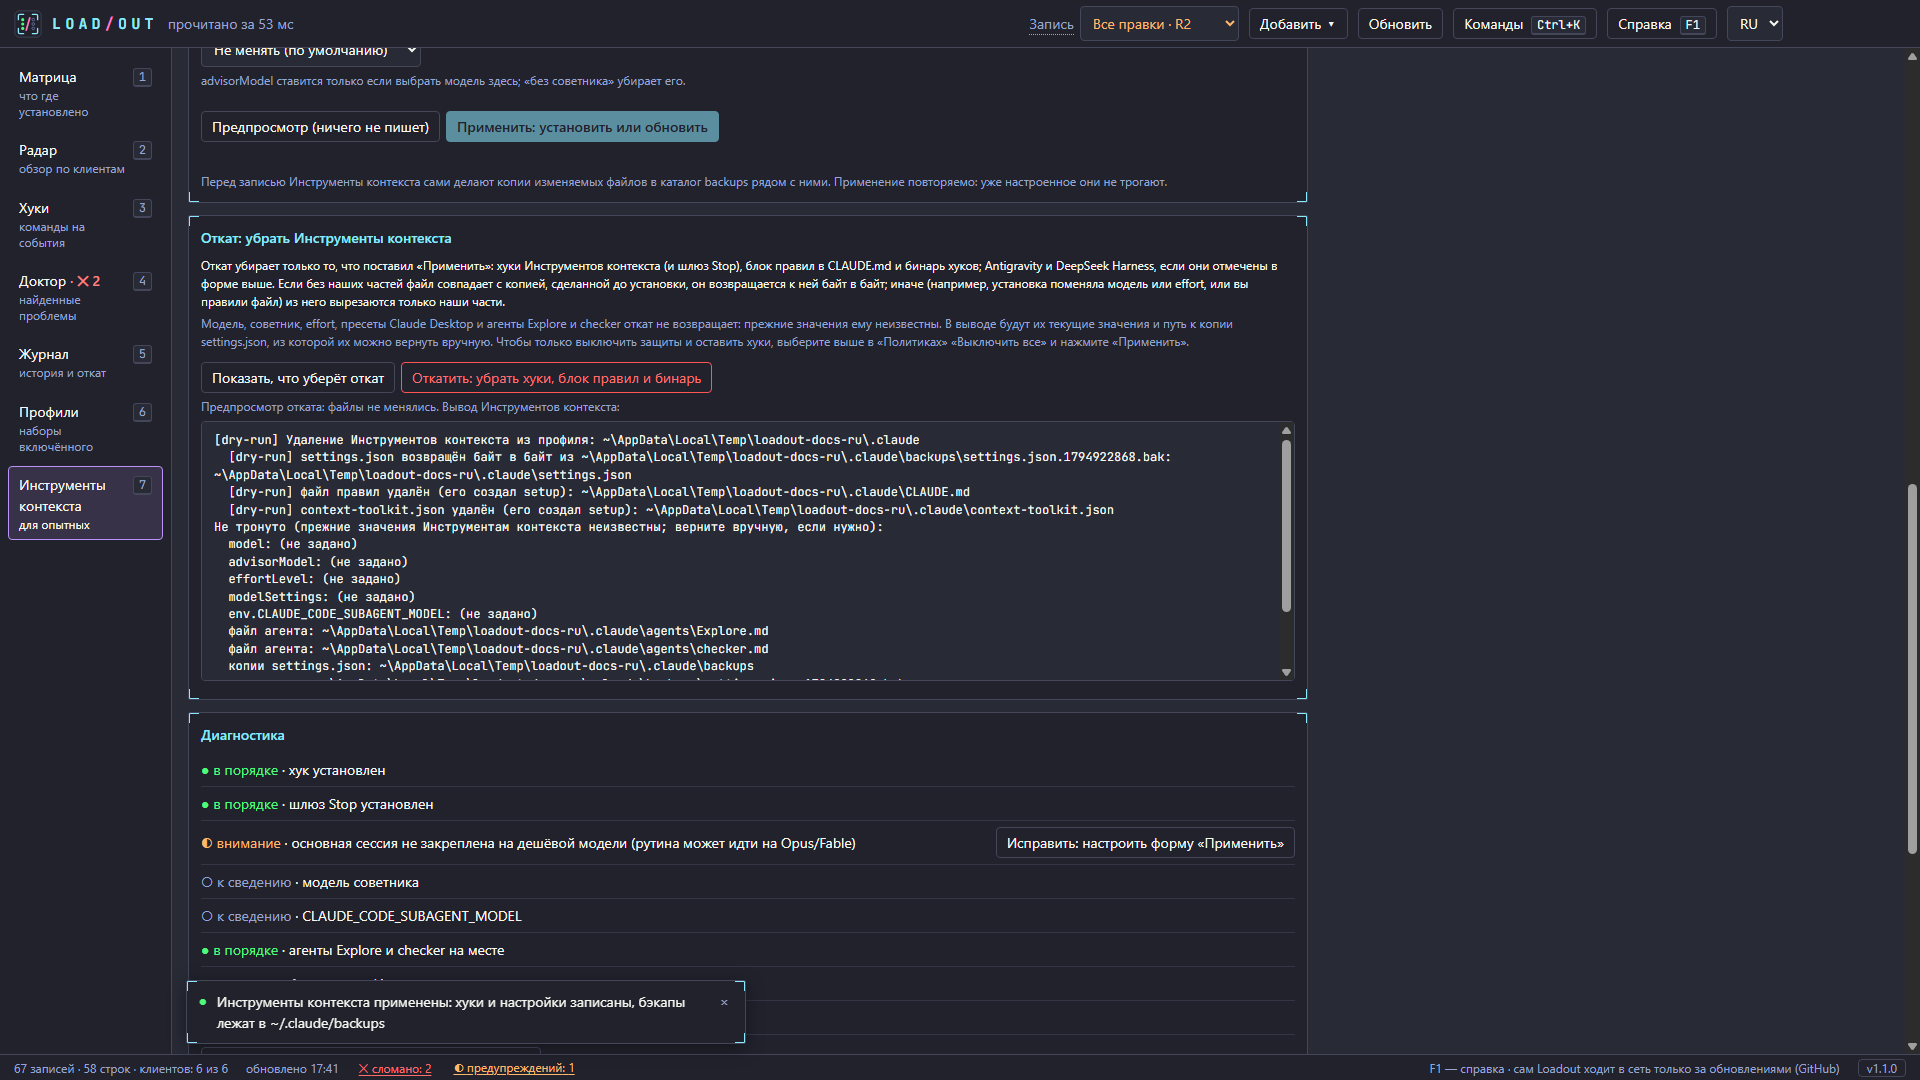 LOAD/OUT прочитано за 53 мс Запись Все правки · R2 Добавить ▾ Обновить Команды Ctrl+K Справка F1 RU
Матрица 1
что где
установлено
Радар 2
обзор по клиентам
Хуки 3
команды на
события
Доктор · ✕ 2 4
найденные
проблемы
Журнал 5
история и откат
Профили 6
наборы
включённого
Инструменты 7
контекста
для опытных
Не менять (по умолчанию)
advisorModel ставится только если выбрать модель здесь; «без советника» убирает его.
Предпросмотр (ничего не пишет) Применить: установить или обновить
Перед записью Инструменты контекста сами делают копии изменяемых файлов в каталог backups рядом с ними. Применение повторяемо: уже настроенное они не трогают.
Откат: убрать Инструменты контекста
Откат убирает только то, что поставил «Применить»: хуки Инструментов контекста (и шлюз Stop), блок правил в CLAUDE.md и бинарь хуков; Antigravity и DeepSeek Harness, если они отмечены в
форме выше. Если без наших частей файл совпадает с копией, сделанной до установки, он возвращается к ней байт в байт; иначе (например, установка поменяла модель или effort, или вы
правили файл) из него вырезаются только наши части.
Модель, советник, effort, пресеты Claude Desktop и агенты Explore и checker откат не возвращает: прежние значения ему неизвестны. В выводе будут их текущие значения и путь к копии
settings.json, из которой их можно вернуть вручную. Чтобы только выключить защиты и оставить хуки, выберите выше в «Политиках» «Выключить все» и нажмите «Применить».
Показать, что уберёт откат Откатить: убрать хуки, блок правил и бинарь
Предпросмотр отката: файлы не менялись. Вывод Инструментов контекста:
[dry-run] Удаление Инструментов контекста из профиля: ~\AppData\Local\Temp\loadout-docs-ru\.claude
[dry-run] settings.json возвращён байт в байт из ~\AppData\Local\Temp\loadout-docs-ru\.claude\backups\settings.json.1794922868.bak:
~\AppData\Local\Temp\loadout-docs-ru\.claude\settings.json
[dry-run] файл правил удалён (его создал setup): ~\AppData\Local\Temp\loadout-docs-ru\.claude\CLAUDE.md
[dry-run] context-toolkit.json удалён (его создал setup): ~\AppData\Local\Temp\loadout-docs-ru\.claude\context-toolkit.json
Не тронуто (прежние значения Инструментам контекста неизвестны; верните вручную, если нужно):
model: (не задано)
advisorModel: (не задано)
effortLevel: (не задано)
modelSettings: (не задано)
env.CLAUDE_CODE_SUBAGENT_MODEL: (не задано)
файл агента: ~\AppData\Local\Temp\loadout-docs-ru\.claude\agents\Explore.md
файл агента: ~\AppData\Local\Temp\loadout-docs-ru\.claude\agents\checker.md
копии settings.json: ~\AppData\Local\Temp\loadout-docs-ru\.claude\backups
Диагностика
● в порядке · хук установлен
● в порядке · шлюз Stop установлен
◐ внимание · основная сессия не закреплена на дешёвой модели (рутина может идти на Opus/Fable) Исправить: настроить форму «Применить»
○ к сведению · модель советника
○ к сведению · CLAUDE_CODE_SUBAGENT_MODEL
● в порядке · агенты Explore и checker на месте
● Инструменты контекста применены: хуки и настройки записаны, бэкапы ×
лежат в ~/.claude/backups
67 записей · 58 строк · клиентов: 6 из 6 обновлено 17:41 ✕ сломано: 2 ◐ предупреждений: 1 F1 — справка · сам Loadout ходит в сеть только за обновлениями (GitHub) v1.1.0